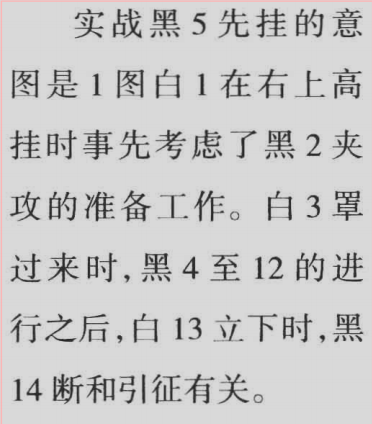 实战黑5先挂的意
图是1图白1在右上高
挂时事先考虑了黑2夹
攻的准备工作。白3罩
过来时,黑4至12的进
行之后,白13立下时,黑
14断和引征有关。